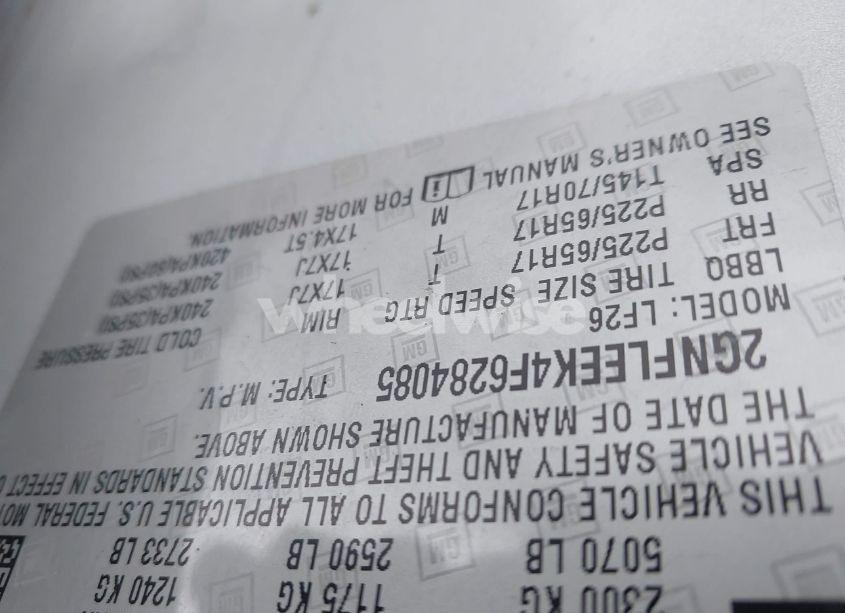 2300 KG 1175 KG 1240 KG
5070 LB 2590 LB 2733 LB
THIS VEHICLE CONFORMS TO ALL APPLICABLE U.S. FEDERAL
VEHICLE SAFETY AND THEFT PREVENTION STANDARDS IN EFFECT
THE DATE OF MANUFACTURE SHOWN ABOVE.
2GNFLEEK4F6284085 TYPE: M.P.V.
MODEL: LF26
LBBQ TIRE SIZE SPEED RTG RIM COLD TIRE PRESSURE
FRT P225/65R17 T 17X7J 240KPA(35PSI)
RR P225/65R17 T 17X7J 240KPA(35PSI)
SPA T145/70R17 M 17X4.5T 420KPA(60PSI)
SEE OWNER'S MANUAL FOR MORE INFORMATION.
wheelwise